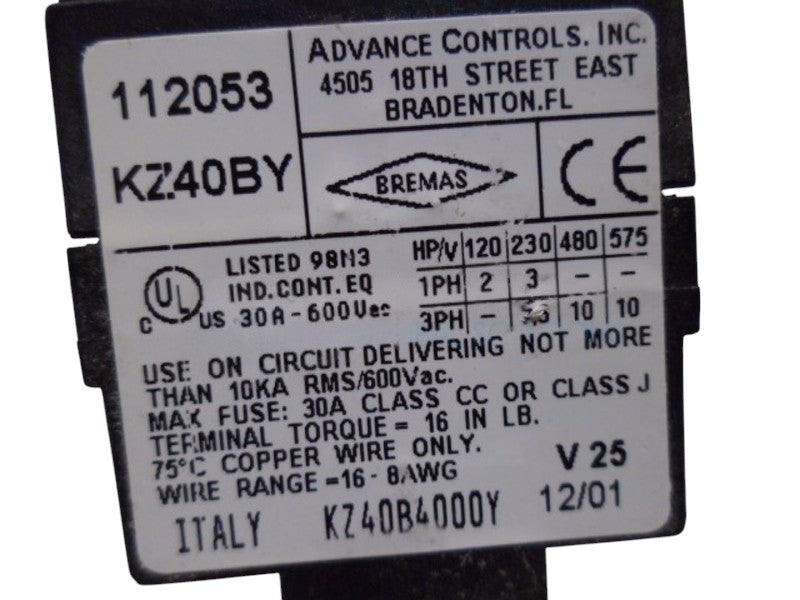 112053
KZ40BY
ADVANCE CONTROLS. INC.
4505 18TH STREET EAST
BRADENTON.FL
BREMAS
CE
C UL US
LISTED 98N3
IND.CONT.EQ
30A-600Vac
HP/V 120 230 480 575
1PH 2 3 – –
3PH – 10 10
USE ON CIRCUIT DELIVERING NOT MORE
THAN 10KA RMS/600Vac.
MAX FUSE: 30A CLASS CC OR CLASS J
TERMINAL TORQUE = 16 IN LB.
75°C COPPER WIRE ONLY.
WIRE RANGE =16-8AWG
V 25
ITALY KZ40B4000Y 12/01